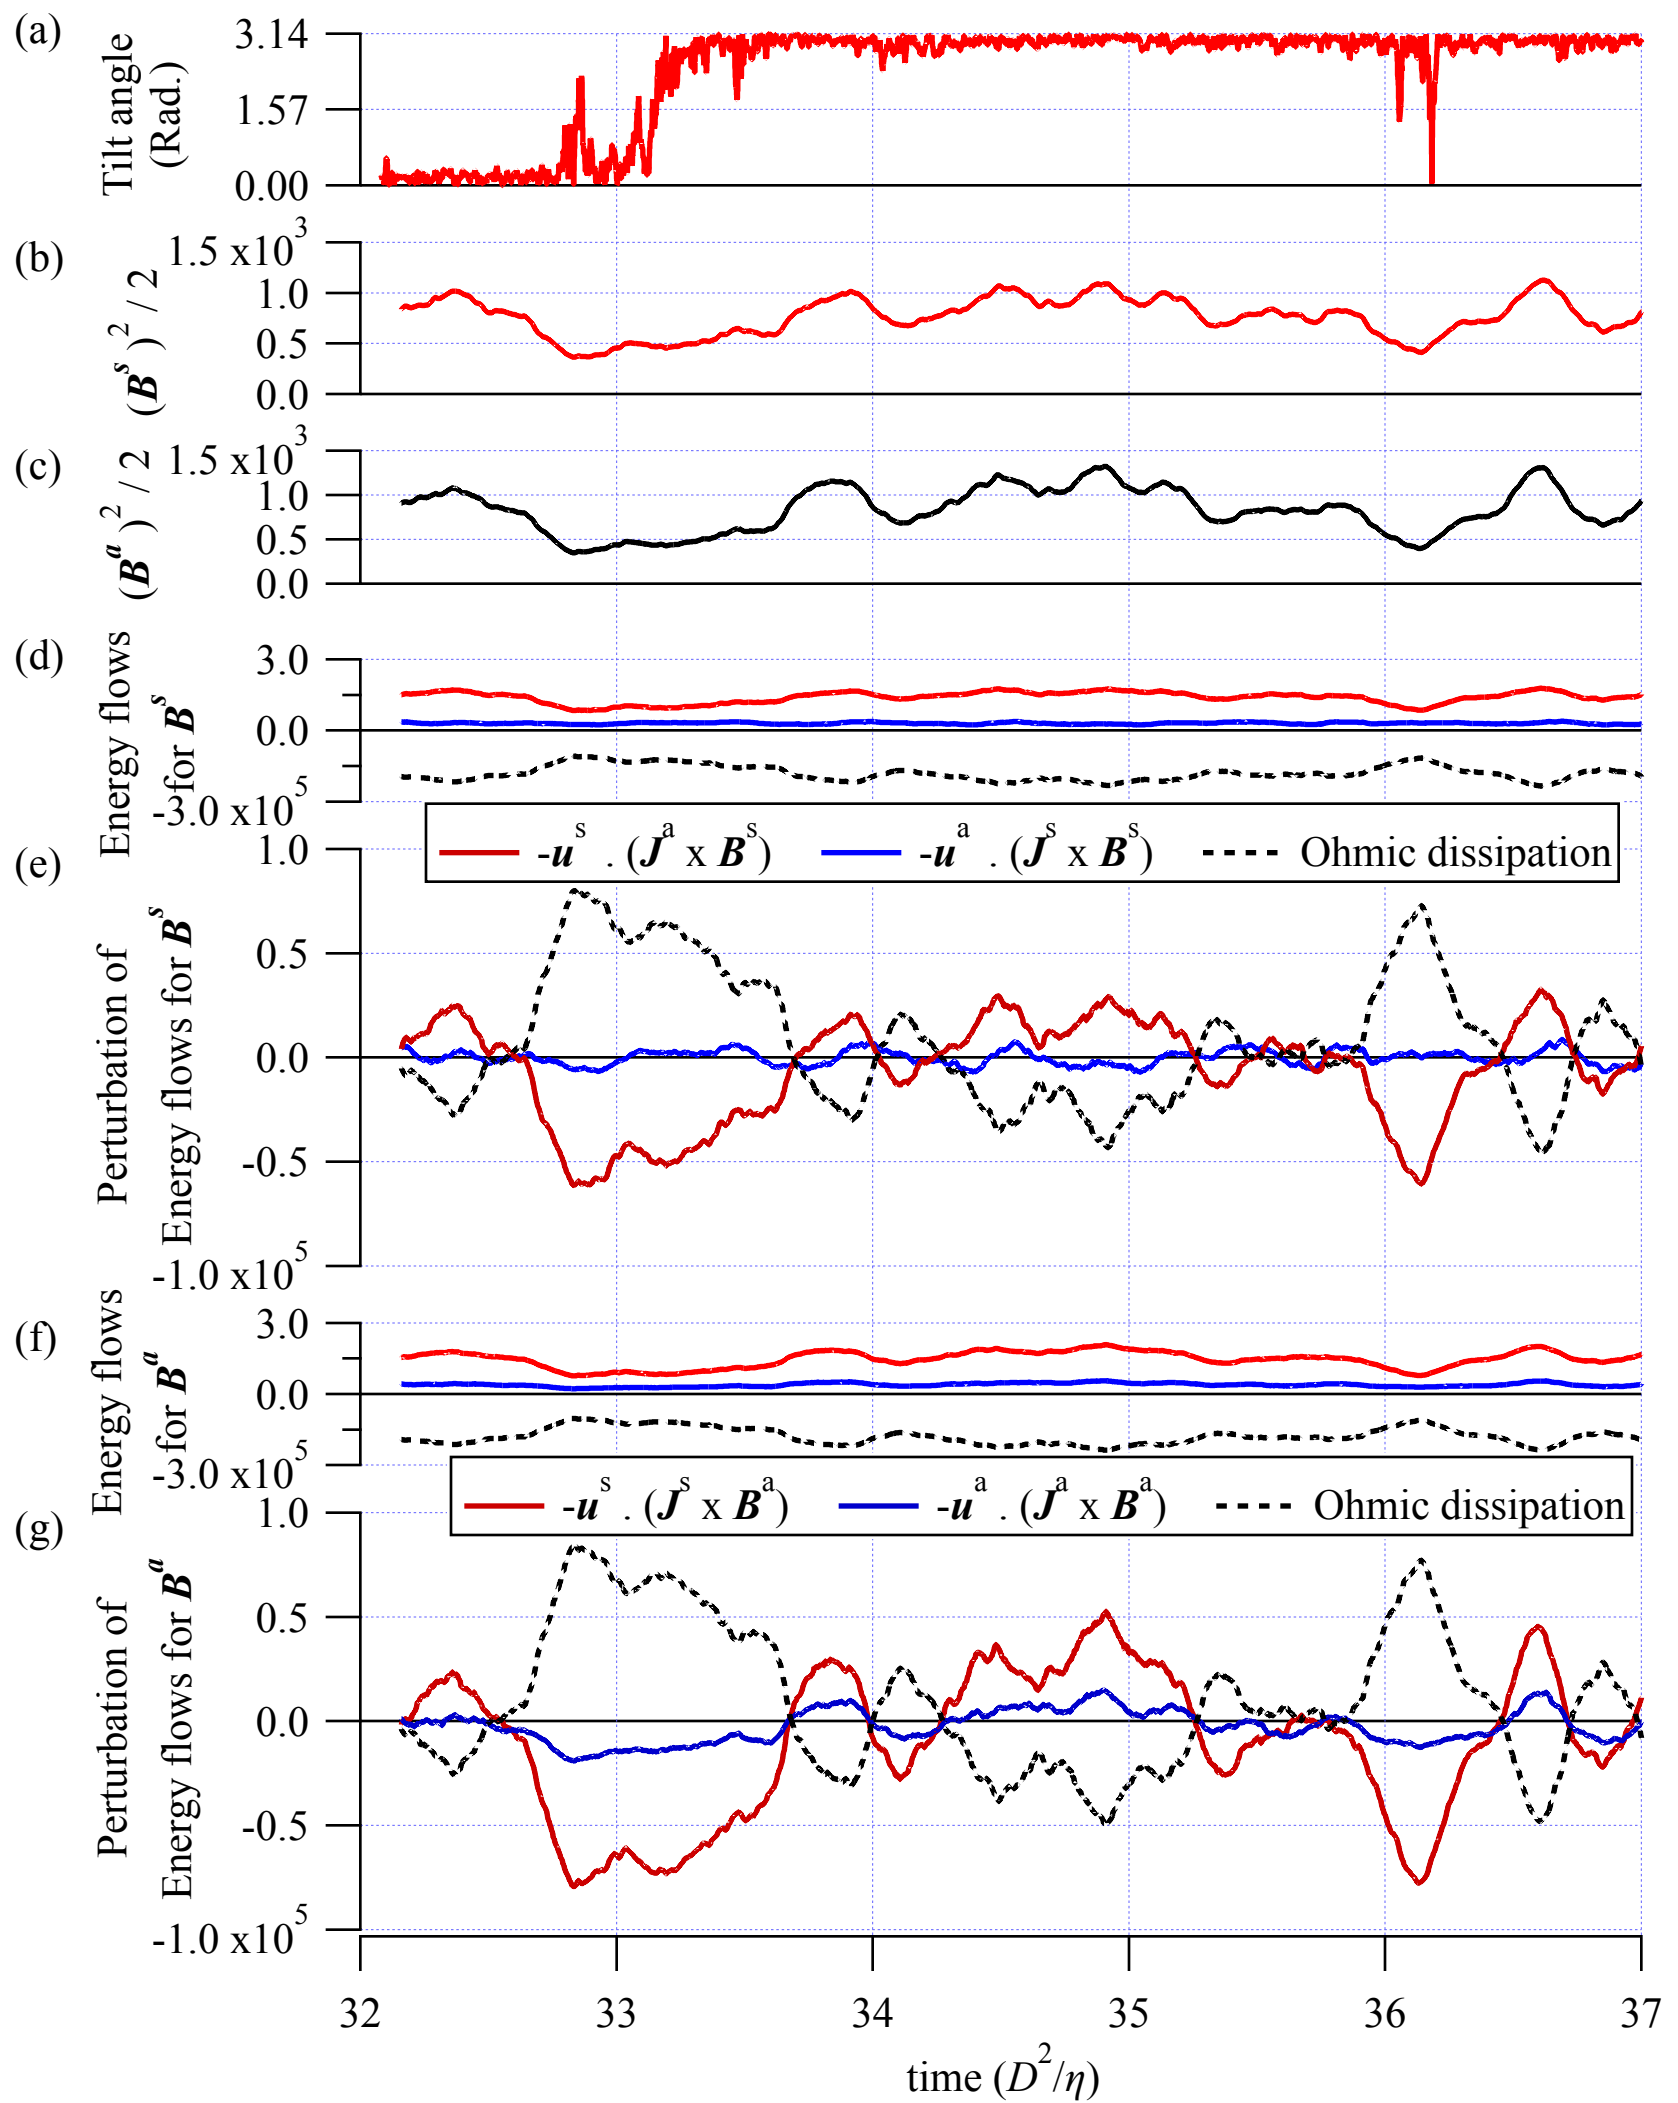 (a)
Tilt angle
(Rad.)
3.14
1.57
0.00
(b)
(B^s)^2 / 2
1.5 x10^3
1.0
0.5
0.0
(c)
(B^a)^2 / 2
1.5 x10^3
1.0
0.5
0.0
(d)
Energy flows
for B^s
3.0
0.0
-3.0 x10^5
-u^s . (J^a x B^s)
-u^a . (J^s x B^s)
Ohmic dissipation
(e)
Perturbation of
Energy flows for B^s
1.0
0.5
0.0
-0.5
-1.0 x10^5
(f)
Energy flows
for B^a
3.0
0.0
-3.0 x10^5
-u^s . (J^s x B^a)
-u^a . (J^a x B^a)
Ohmic dissipation
(g)
Perturbation of
Energy flows for B^a
1.0
0.5
0.0
-0.5
-1.0 x10^5
32 33 34 35 36 37
time (D^2/η)